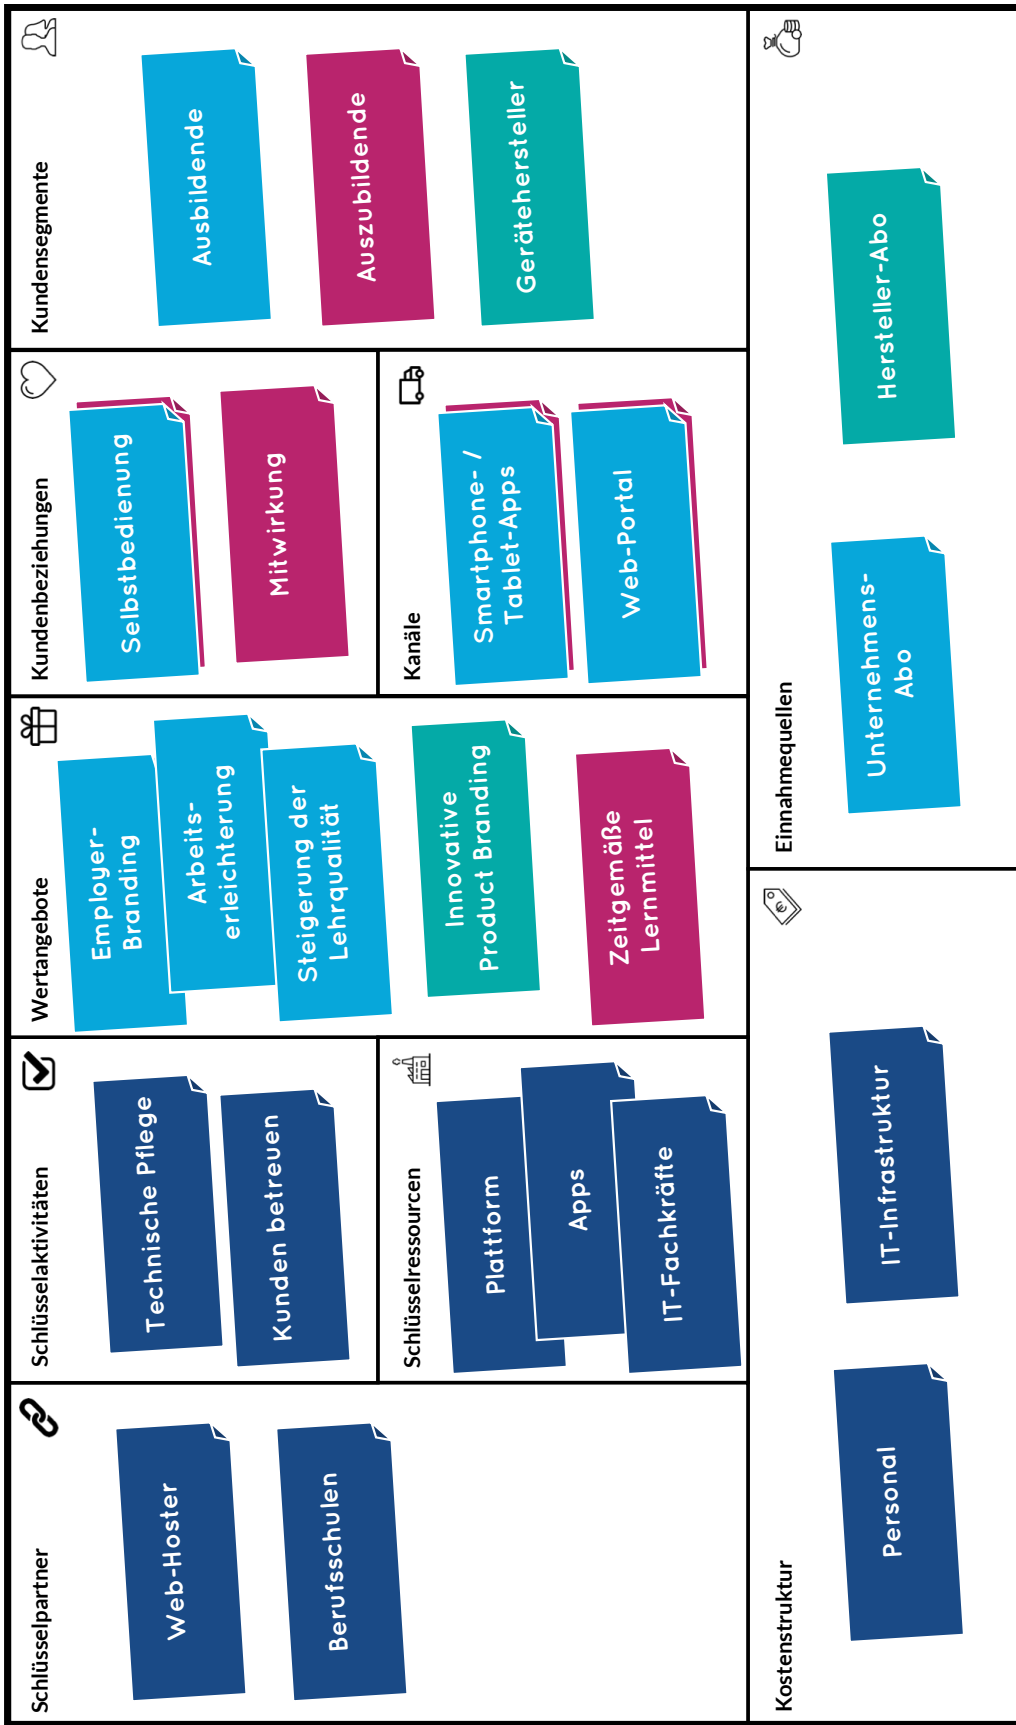 Schlüsselpartner
Web-Hoster
Berufsschulen
Schlüsselaktivitäten
Technische Pflege
Kunden betreuen
Schlüsselressourcen
Plattform
Apps
IT-Fachkräfte
Wertangebote
Employer-
Branding
Arbeits-
erleichterung
Steigerung der
Lehrqualität
Innovative
Product Branding
Zeitgemäße
Lernmittel
Kundenbeziehungen
Selbstbedienung
Mitwirkung
Kanäle
Smartphone- /
Tablet-Apps
Web-Portal
Kundensegmente
Ausbildende
Auszubildende
Gerätehersteller
Kostenstruktur
Personal
IT-Infrastruktur
€
Einnahmequellen
Unternehmens-
Abo
Hersteller-Abo